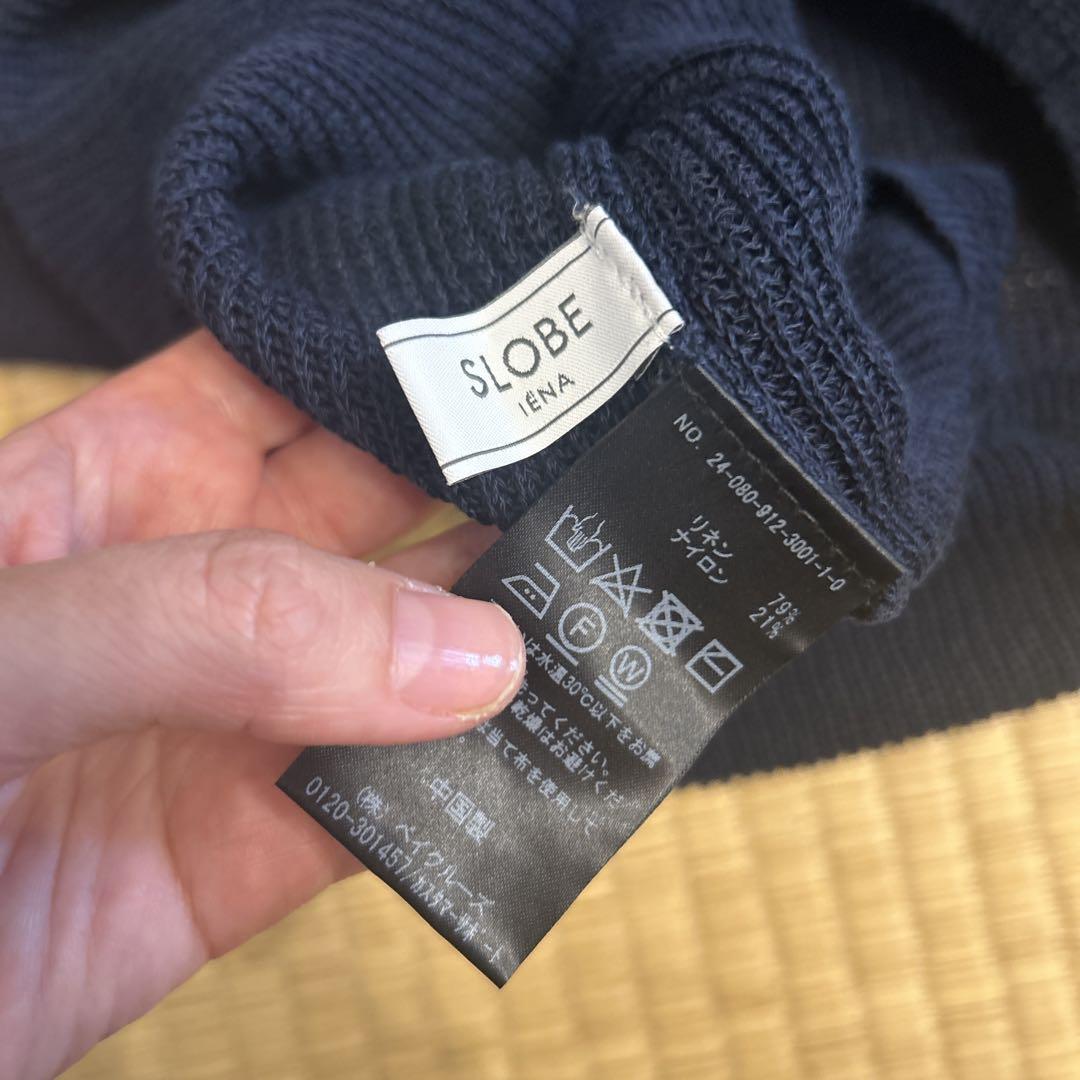 SLOBE
IËNA
NO. 24-080-912-3001-1-0
リネン 79%
ナイロン 21%
F
W
は水温30℃以下をお
ってください。
乾燥はお避けくだ
当て布を使用して
中国製
(株) ベイクルーズ
0120-301457/カスタマーサポート